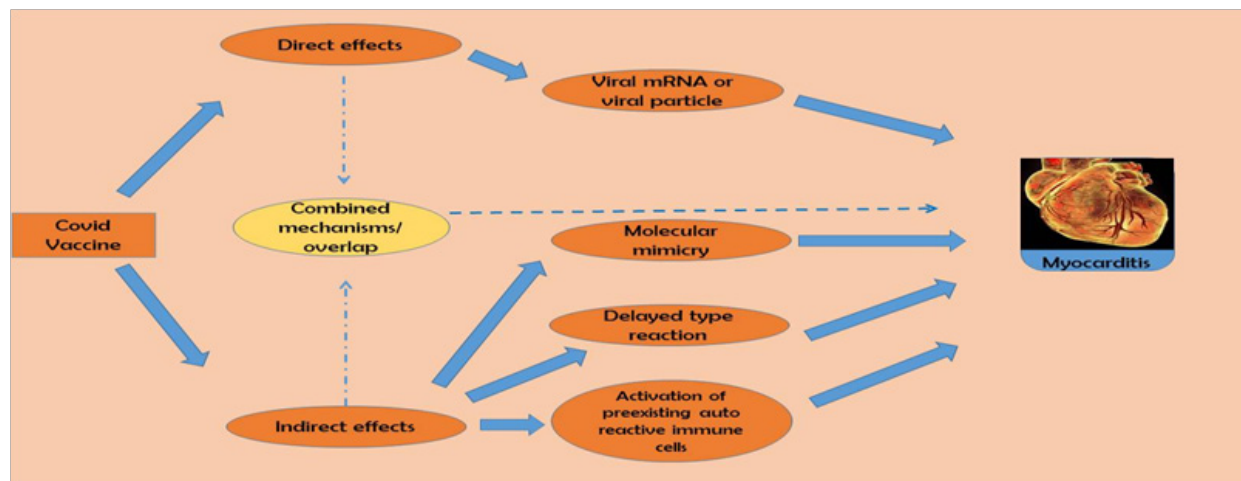 Direct effects
Viral mRNA or
viral particle
Covid
Vaccine
Combined
mechanisms/
overlap
Molecular
mimicry
Myocarditis
Delayed type
reaction
Indirect effects
Activation of
preexisting auto
reactive immune
cells